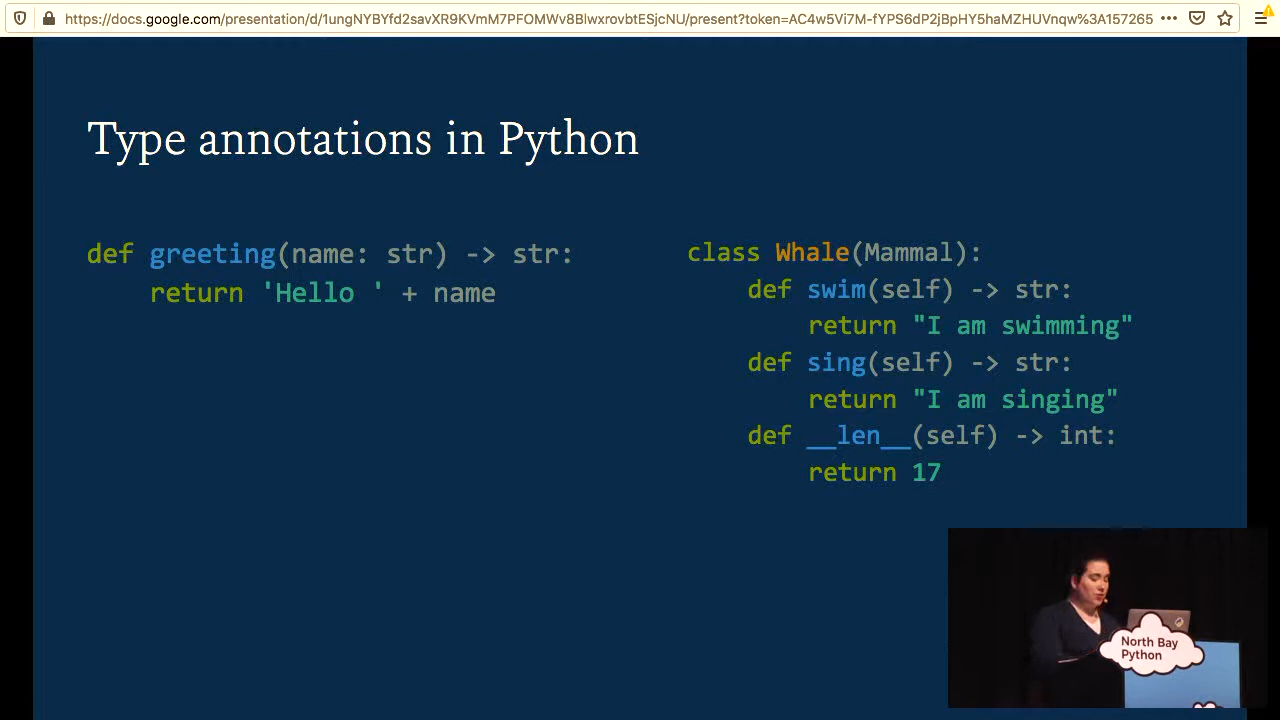 https://docs.google.com/presentation/d/1ungNYBYfd2savXR9KVmM7PFOMWv8BlwxrovbtESjcNU/present?token=AC4w5Vi7M-fYPS6dP2jBpHY5haMZHUVnqw%3A157265
Type annotations in Python
def greeting(name: str) -> str:
    return 'Hello ' + name
class Whale(Mammal):
    def swim(self) -> str:
        return "I am swimming"
    def sing(self) -> str:
        return "I am singing"
    def __len__(self) -> int:
        return 17
North Bay
Python